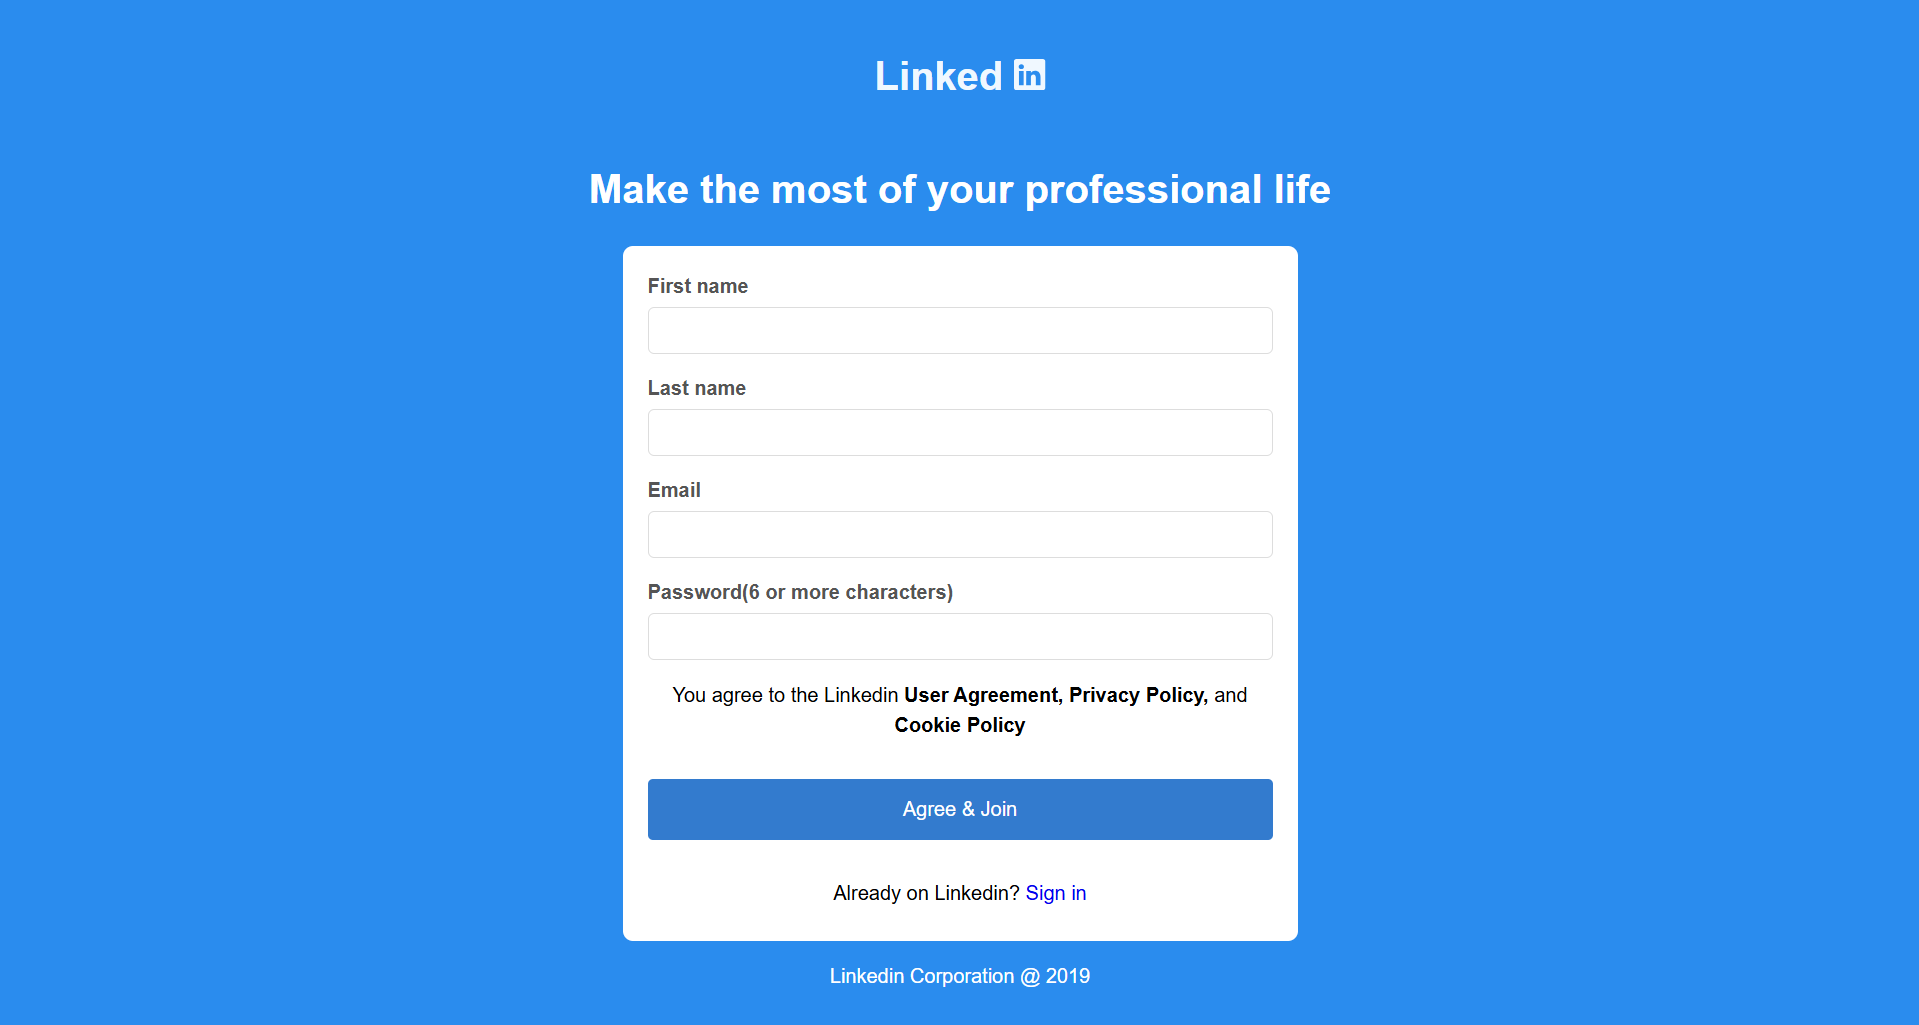 Linked in
Make the most of your professional life
First name
Last name
Email
Password(6 or more characters)
You agree to the Linkedin User Agreement, Privacy Policy, and
Cookie Policy
Agree & Join
Already on Linkedin? Sign in
Linkedin Corporation @ 2019